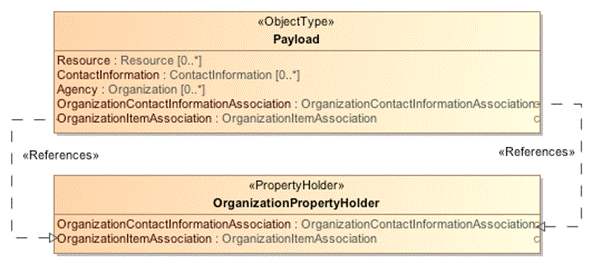 «ObjectType»
Payload
Resource : Resource [0..*]
ContactInformation : ContactInformation [0..*]
Agency : Organization [0..*]
OrganizationContactInformationAssociation : OrganizationContactInformationAssociation
OrganizationItemAssociation : OrganizationItemAssociation
«References»
«References»
«PropertyHolder»
OrganizationPropertyHolder
OrganizationContactInformationAssociation : OrganizationContactInformationAssociation
OrganizationItemAssociation : OrganizationItemAssociation